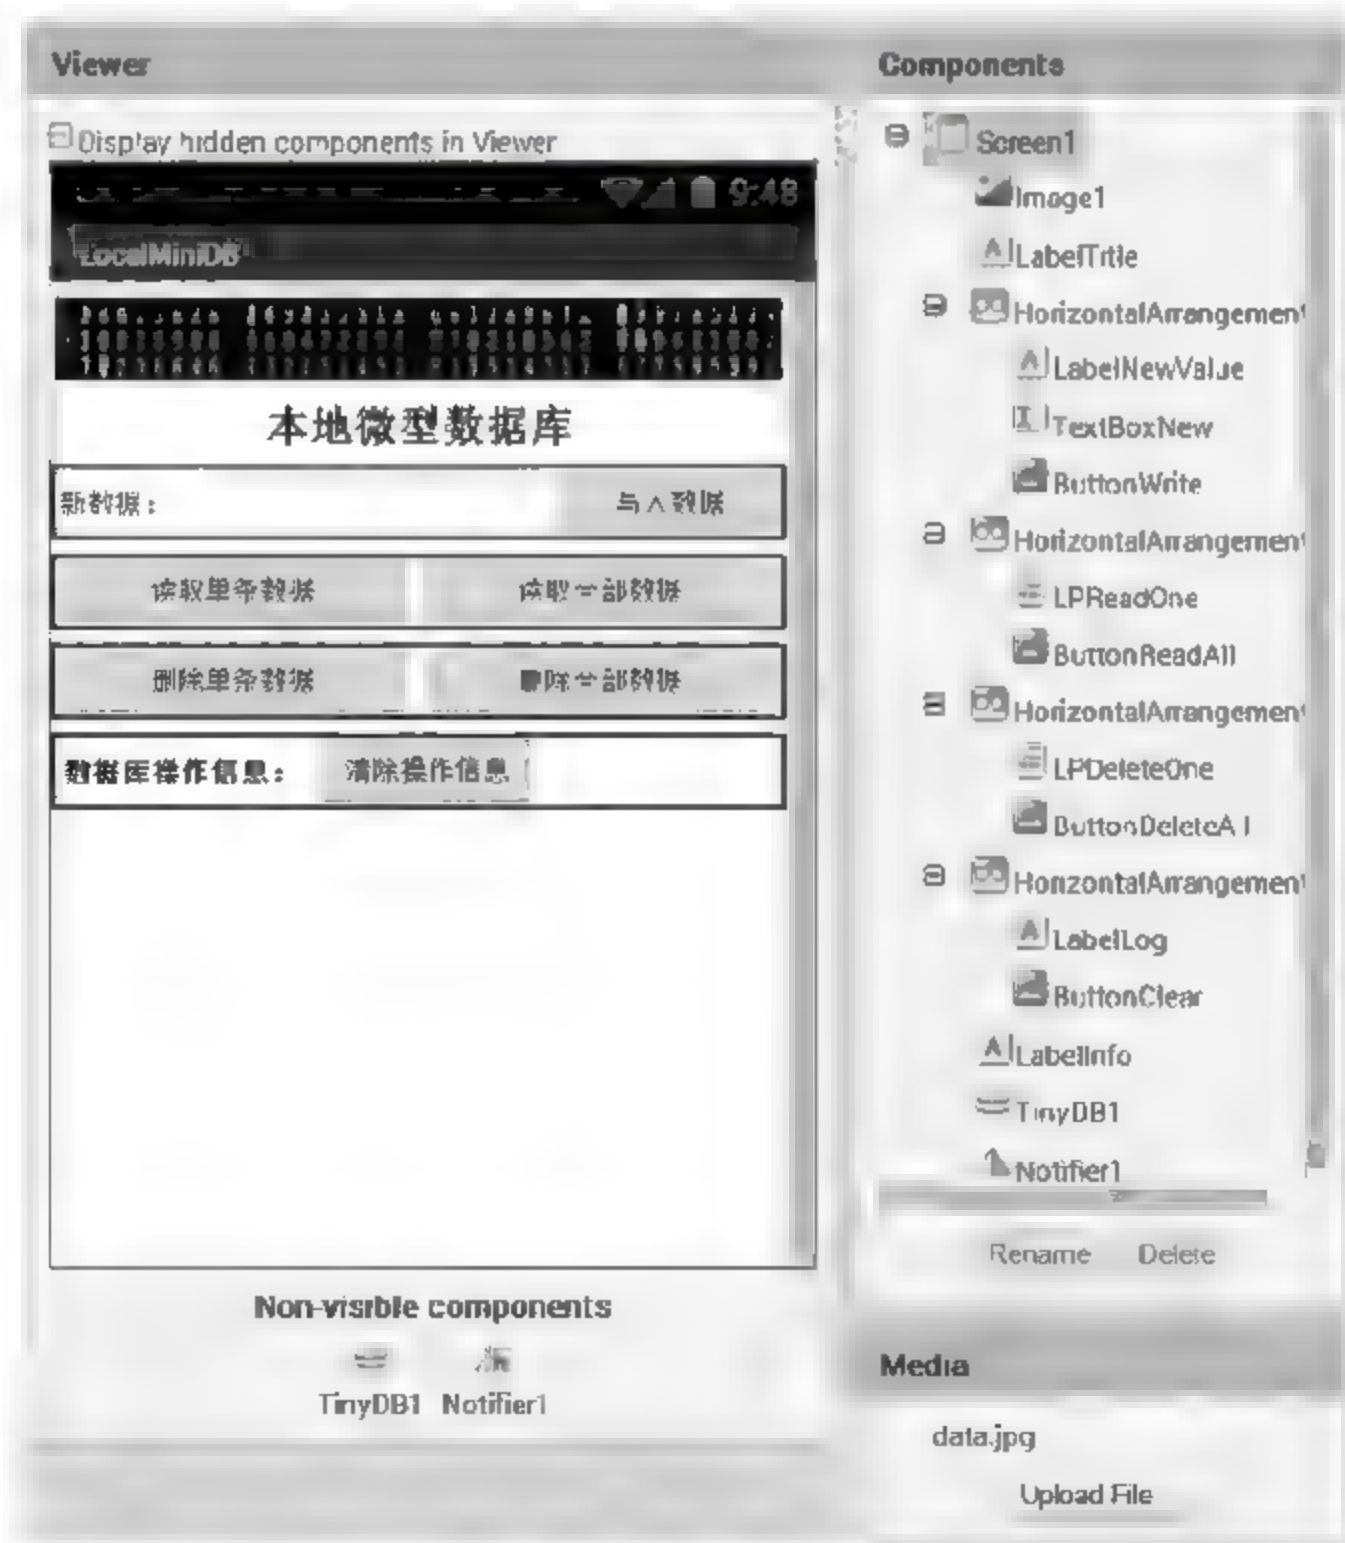 Viewer
Display hidden components in Viewer
9:48
LocalMiniDB
本地微型数据库
新数据：
写入数据
读取单条数据
读取全部数据
删除单条数据
删除全部数据
数据库操作信息：
清除操作信息
Non-visible components
TinyDB1
Notifier1
Components
Screen1
Image1
LabelTitle
HorizontalArrangement
LabelNewValue
TextBoxNew
ButtonWrite
HorizontalArrangement
LPReadOne
ButtonReadAll
HorizontalArrangement
LPDeleteOne
ButtonDeleteAll
HorizontalArrangement
LabelLog
ButtonClear
LabelInfo
TinyDB1
Notifier1
Rename
Delete
Media
data.jpg
Upload File